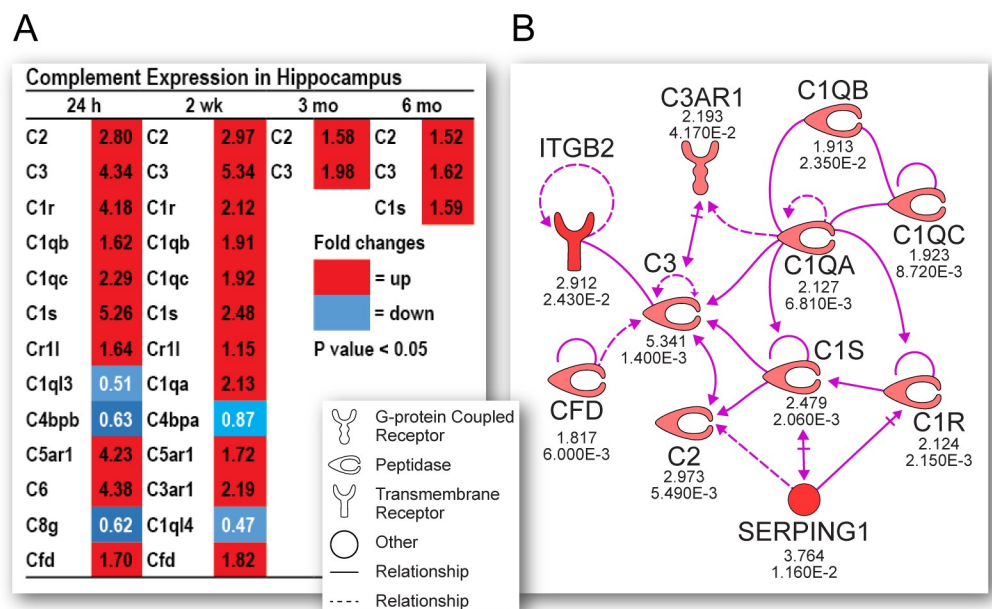 A
Complement Expression in Hippocampus
24 h 2 wk 3 mo 6 mo
C2 2.80 C2 2.97 C2 1.58 C2 1.52
C3 4.34 C3 5.34 C3 1.98 C3 1.62
C1r 4.18 C1r 2.12 C1s 1.59
C1qb 1.62 C1qb 1.91
C1qc 2.29 C1qc 1.92
C1s 5.26 C1s 2.48
Cr1l 1.64 Cr1l 1.15
C1ql3 0.51 C1qa 2.13
C4bpb 0.63 C4bpa 0.87
C5ar1 4.23 C5ar1 1.72
C6 4.38 C3ar1 2.19
C8g 0.62 C1ql4 0.47
Cfd 1.70 Cfd 1.82
Fold changes
= up
= down
P value < 0.05
G-protein Coupled
Receptor
Peptidase
Transmembrane
Receptor
Other
Relationship
Relationship
B
C1QB
1.913
2.350E-2
C3AR1
2.193
4.170E-2
ITGB2
2.912
2.430E-2
C1QC
1.923
8.720E-3
C1QA
2.127
6.810E-3
C3
5.341
1.400E-3
CFD
1.817
6.000E-3
C1S
2.479
2.060E-3
C1R
2.124
2.150E-3
C2
2.973
5.490E-3
SERPING1
3.764
1.160E-2